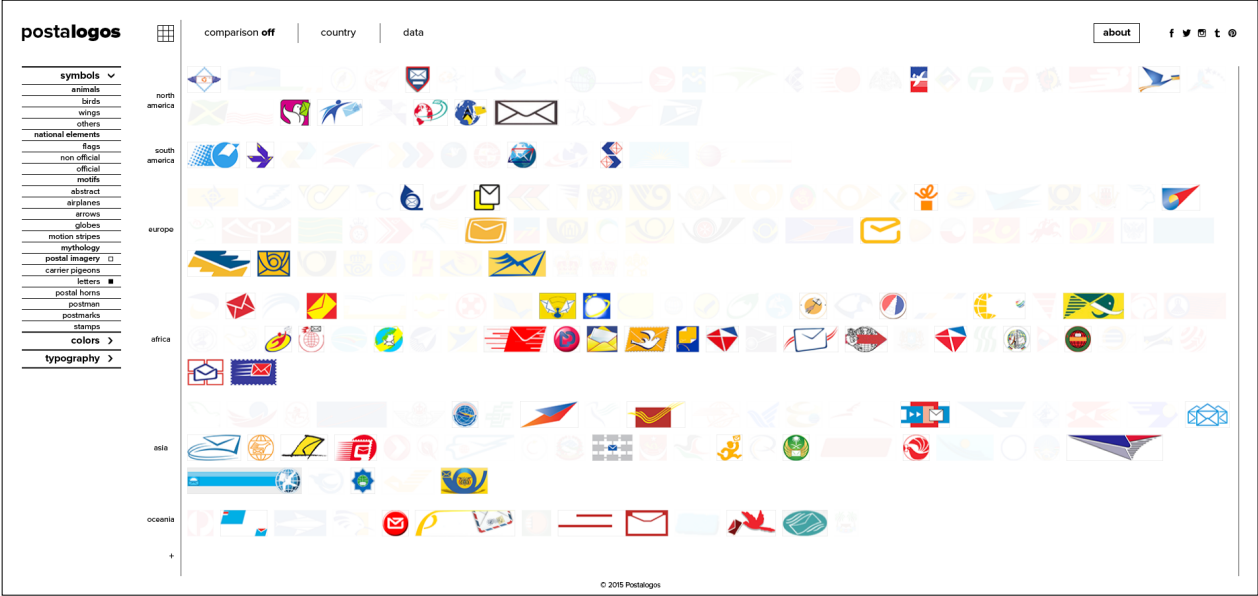 postalogos
comparison off
country
data
about
symbols
animals
birds
wings
others
national elements
flags
non official
official
motifs
abstract
airplanes
arrows
globes
motion stripes
mythology
postal imagery
carrier pigeons
letters
postal horns
postman
postmarks
stamps
colors
typography
north
america
south
america
europe
africa
asia
oceania
+
© 2015 Postalogos